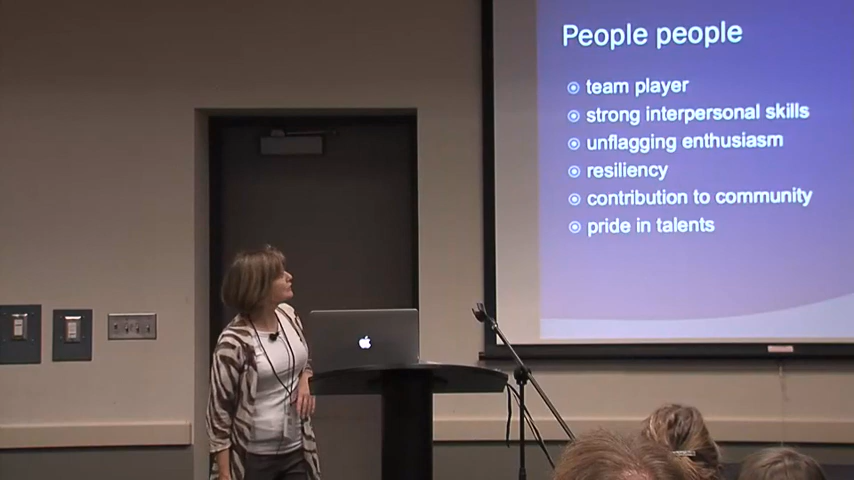 People people
team player
strong interpersonal skills
unflagging enthusiasm
resiliency
contribution to community
pride in talents